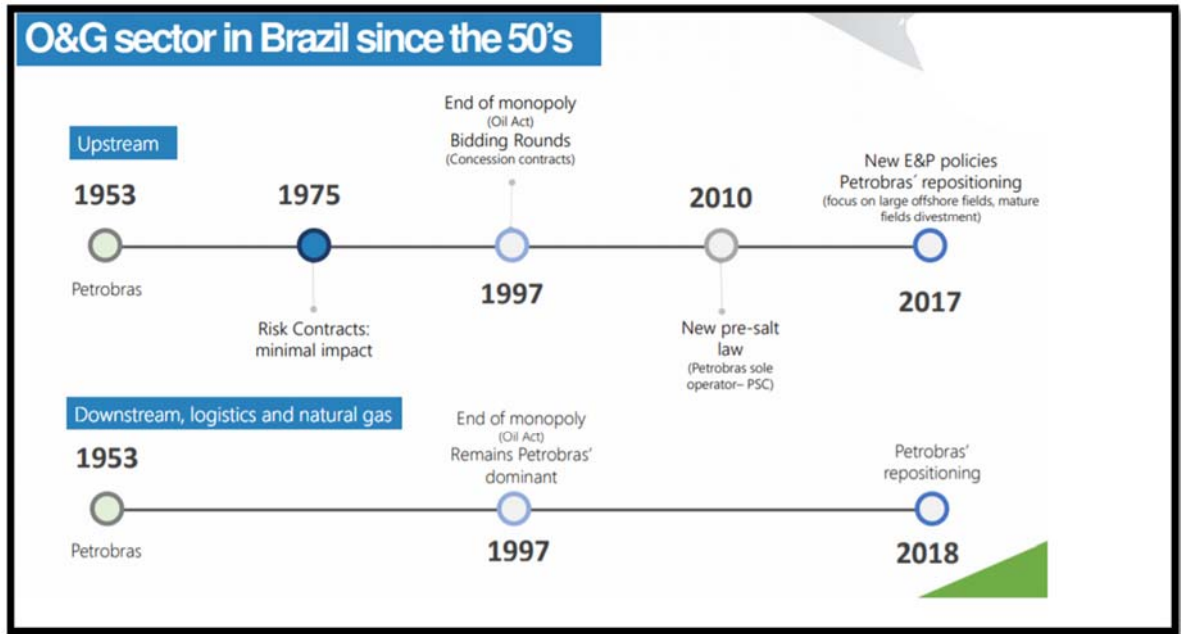 O&G sector in Brazil since the 50's
Upstream
1953
Petrobras
1975
Risk Contracts:
minimal impact
End of monopoly
(Oil Act)
Bidding Rounds
(Concession contracts)
1997
2010
New pre-salt
law
(Petrobras sole
operator– PSC)
New E&P policies
Petrobras´ repositioning
(focus on large offshore fields, mature
fields divestment)
2017
Downstream, logistics and natural gas
1953
Petrobras
End of monopoly
(Oil Act)
Remains Petrobras'
dominant
1997
Petrobras'
repositioning
2018